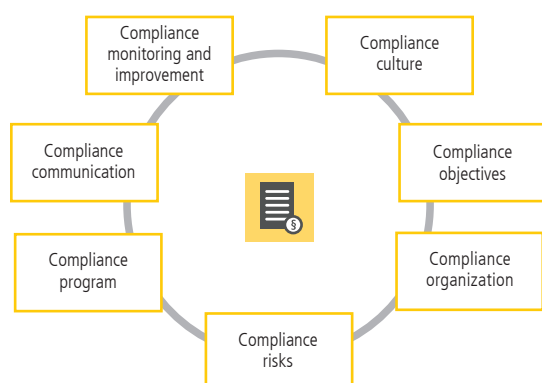 Compliance
monitoring and
improvement
Compliance
culture
Compliance
communication
Compliance
objectives
§
Compliance
program
Compliance
organization
Compliance
risks